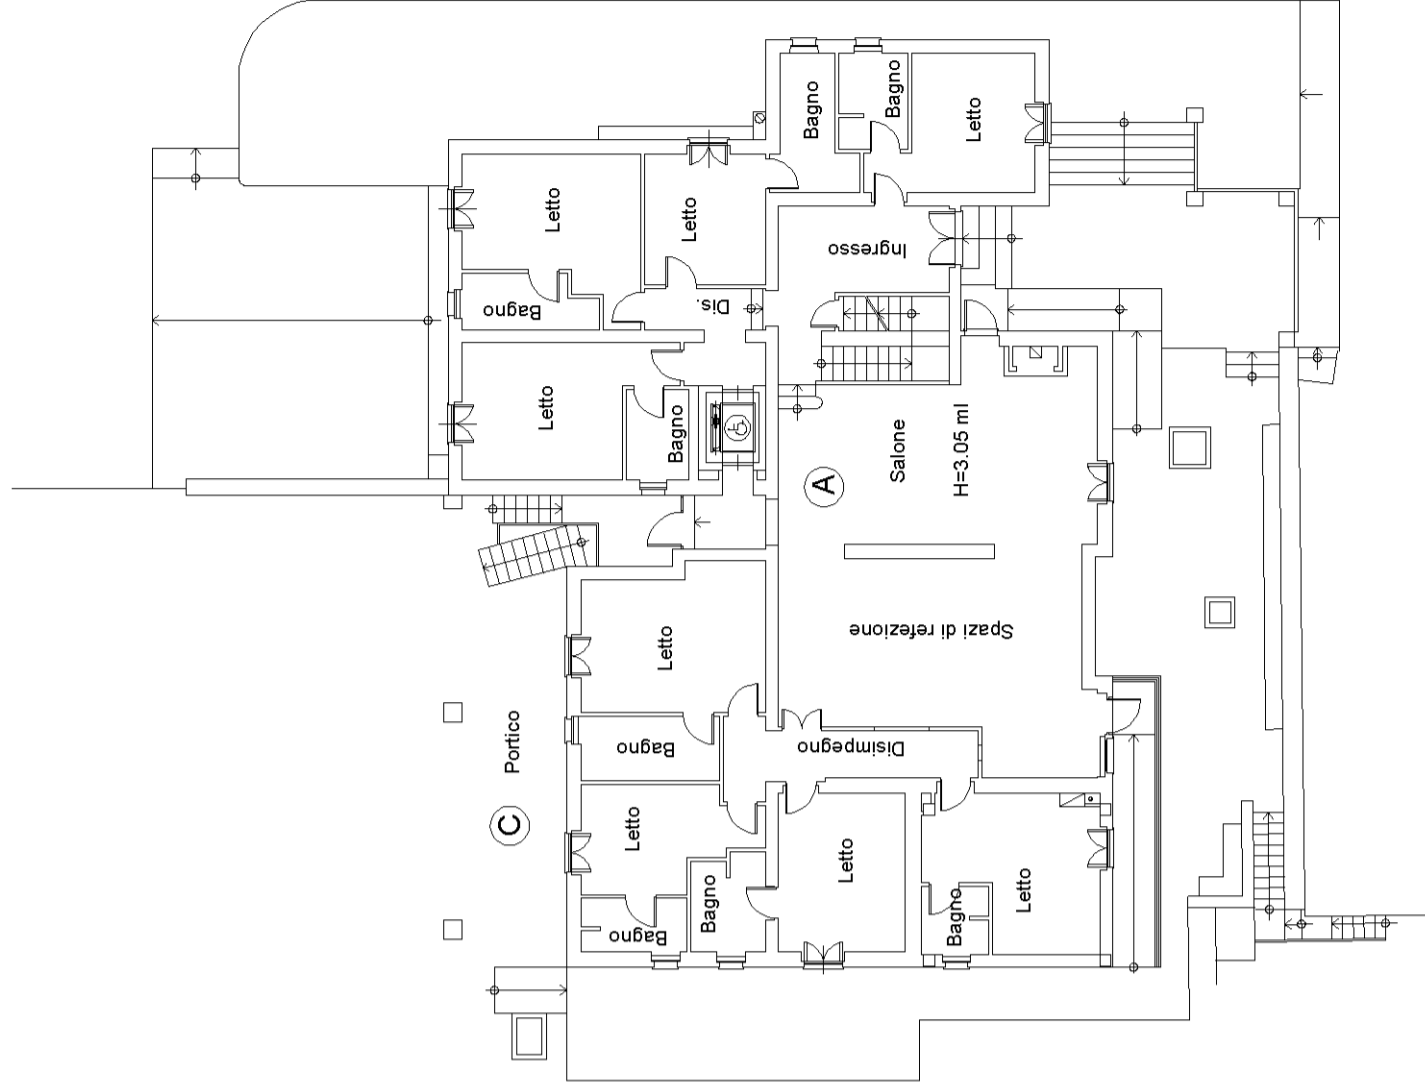 Bagno
Bagno
Letto
Letto
Letto
Ingresso
Bagno
Dis.
Letto
Bagno
Salone
H=3.05 ml
A
Letto
Spazi di refezione
Portico
Bagno
Disimpegno
C
Letto
Letto
Bagno
Bagno
Bagno
Letto